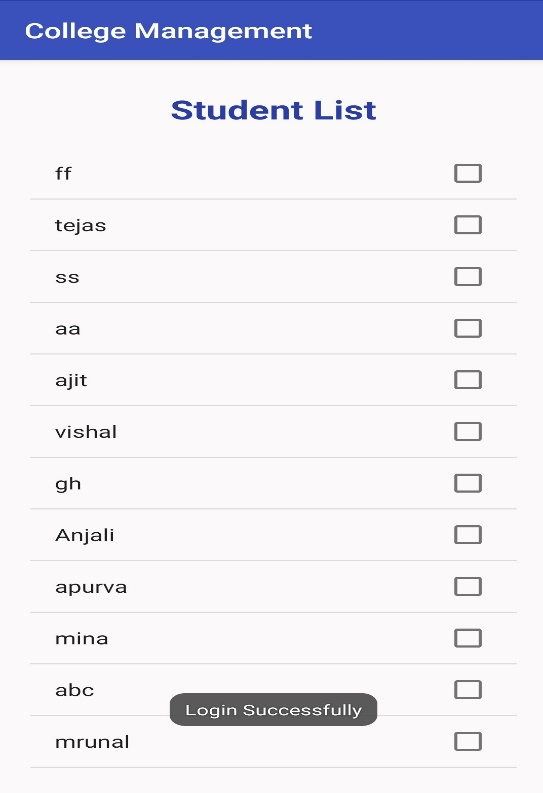 College Management
Student List
ff
tejas
ss
aa
ajit
vishal
gh
Anjali
apurva
mina
abc
Login Successfully
mrunal